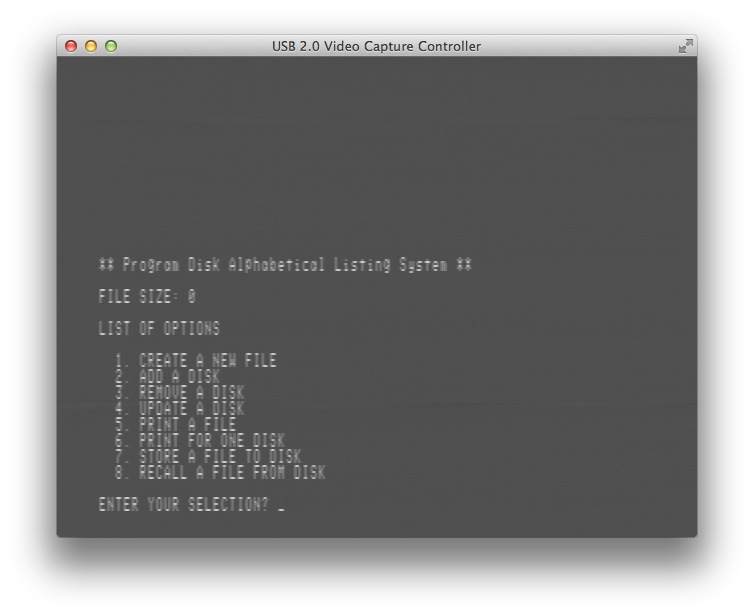 USB 2.0 Video Capture Controller
** Program Disk Alphabetical Listing System **
FILE SIZE: 0
LIST OF OPTIONS
1. CREATE A NEW FILE
2. ADD A DISK
3. REMOVE A DISK
4. UPDATE A DISK
5. PRINT A FILE
6. PRINT FOR ONE DISK
7. STORE A FILE TO DISK
8. RECALL A FILE FROM DISK
ENTER YOUR SELECTION? _